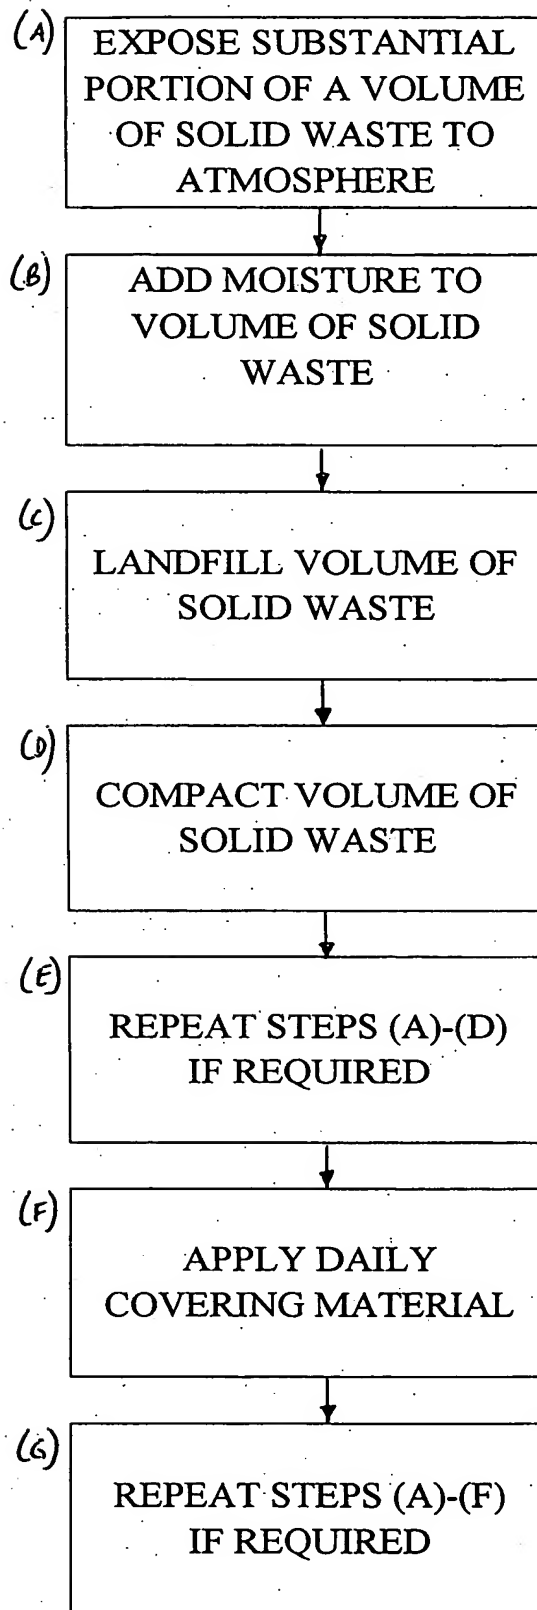 (A)
EXPOSE SUBSTANTIAL
PORTION OF A VOLUME
OF SOLID WASTE TO
ATMOSPHERE
(B)
ADD MOISTURE TO
VOLUME OF SOLID
WASTE
(C)
LANDFILL VOLUME OF
SOLID WASTE
(D)
COMPACT VOLUME OF
SOLID WASTE
(E)
REPEAT STEPS (A)-(D)
IF REQUIRED
(F)
APPLY DAILY
COVERING MATERIAL
(G)
REPEAT STEPS (A)-(F)
IF REQUIRED